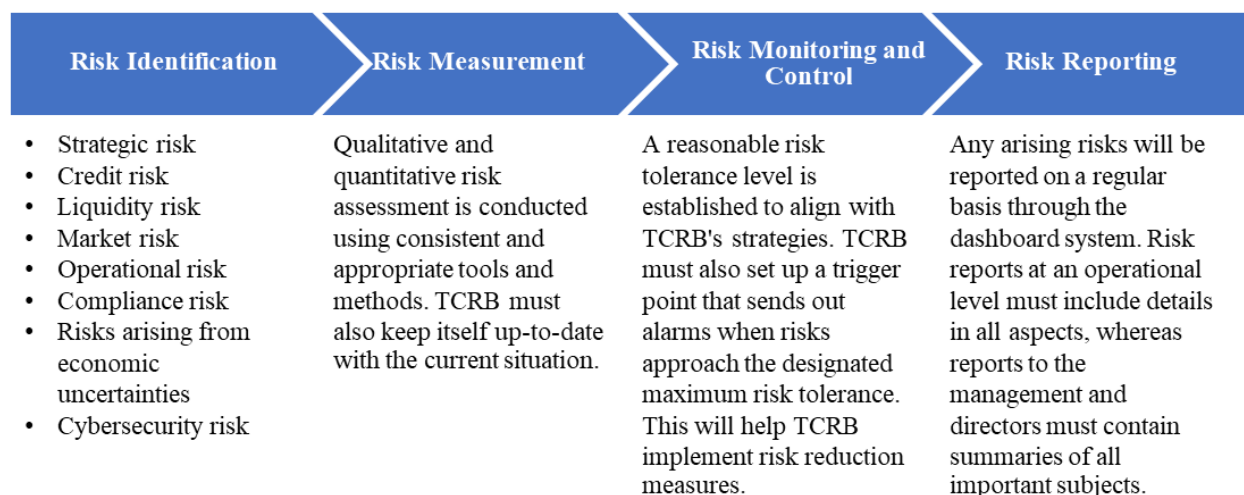 Risk Identification
Risk Measurement
Risk Monitoring and
Control
Risk Reporting
• Strategic risk
• Credit risk
• Liquidity risk
• Market risk
• Operational risk
• Compliance risk
• Risks arising from
economic
uncertainties
• Cybersecurity risk
Qualitative and
quantitative risk
assessment is conducted
using consistent and
appropriate tools and
methods. TCRB must
also keep itself up-to-date
with the current situation.
A reasonable risk
tolerance level is
established to align with
TCRB's strategies. TCRB
must also set up a trigger
point that sends out
alarms when risks
approach the designated
maximum risk tolerance.
This will help TCRB
implement risk reduction
measures.
Any arising risks will be
reported on a regular
basis through the
dashboard system. Risk
reports at an operational
level must include details
in all aspects, whereas
reports to the
management and
directors must contain
summaries of all
important subjects.